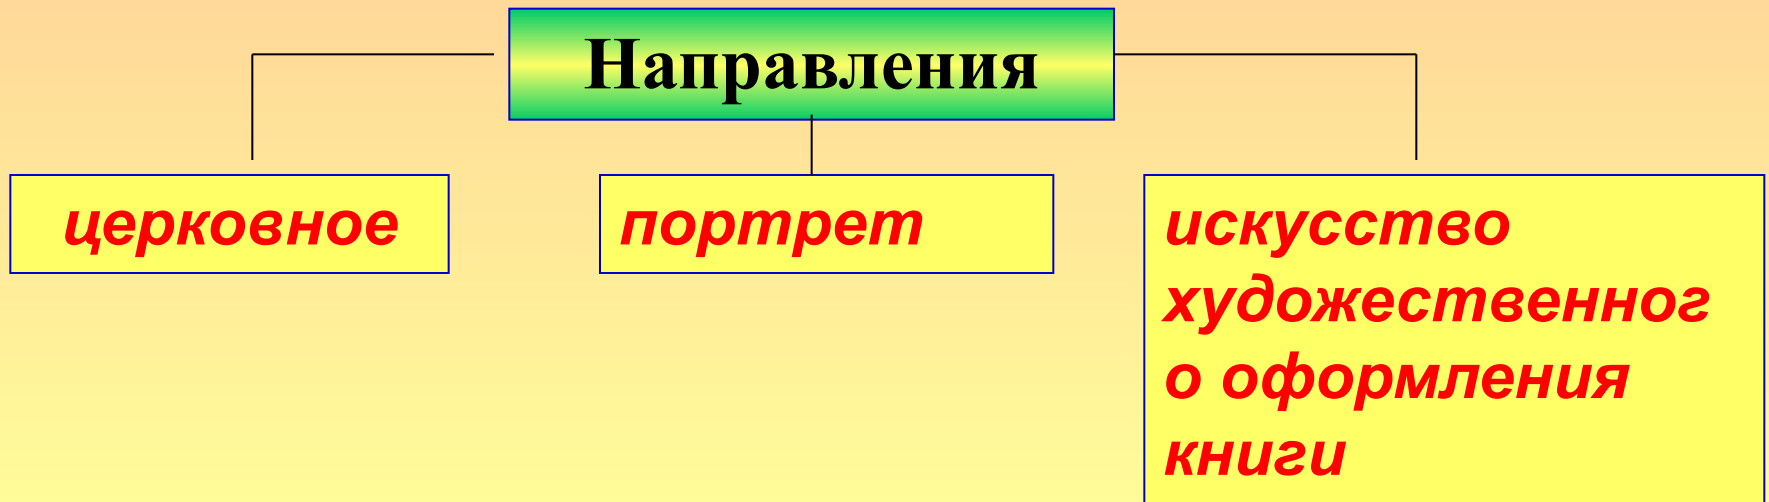 Направления
церковное
портрет
искусство
художественног
о оформления
книги